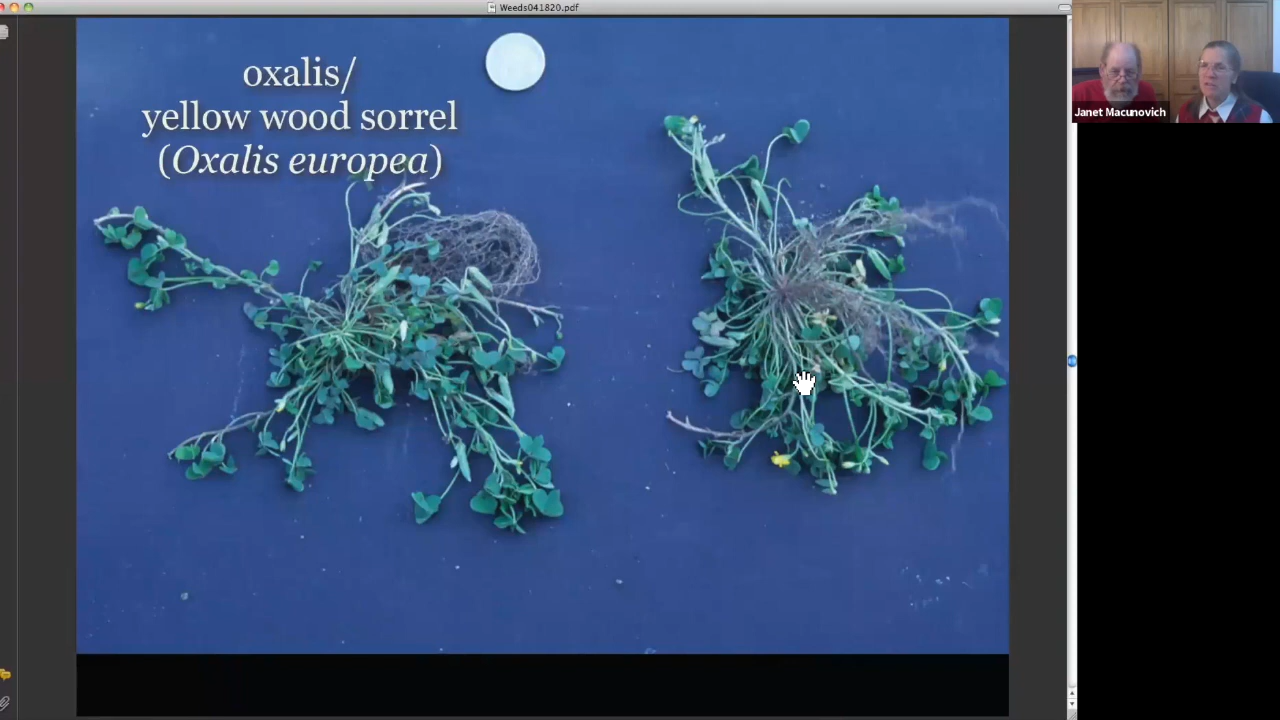 Weeds041820.pdf
oxalis/
yellow wood sorrel
(Oxalis europea)
Janet Macunovich